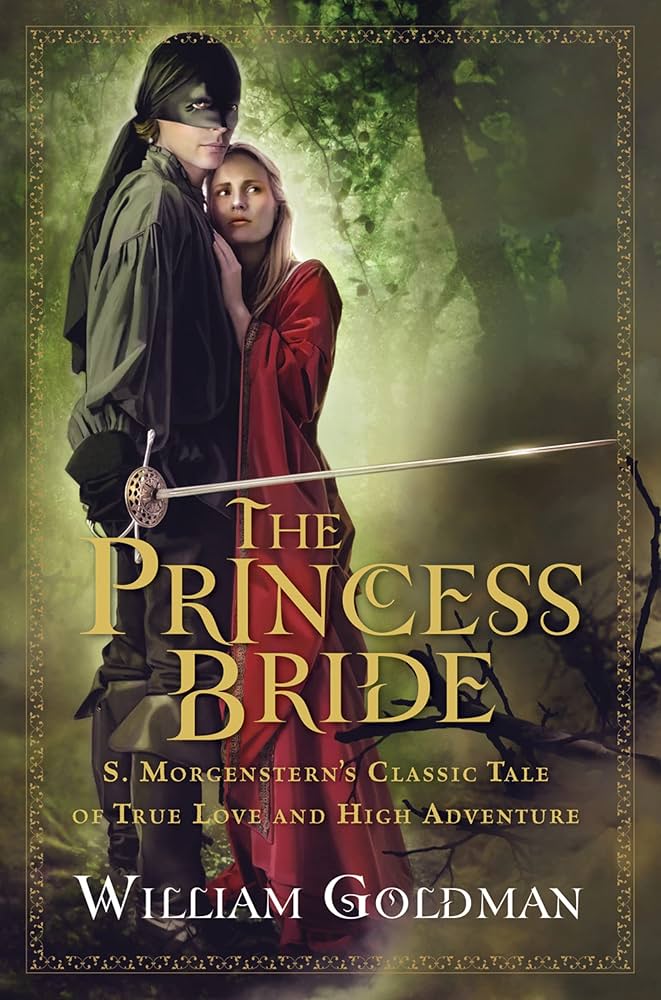 THE
PRINCESS
BRIDE
S. MORGENSTERN'S CLASSIC TALE
OF TRUE LOVE AND HIGH ADVENTURE
WILLIAM GOLDMAN